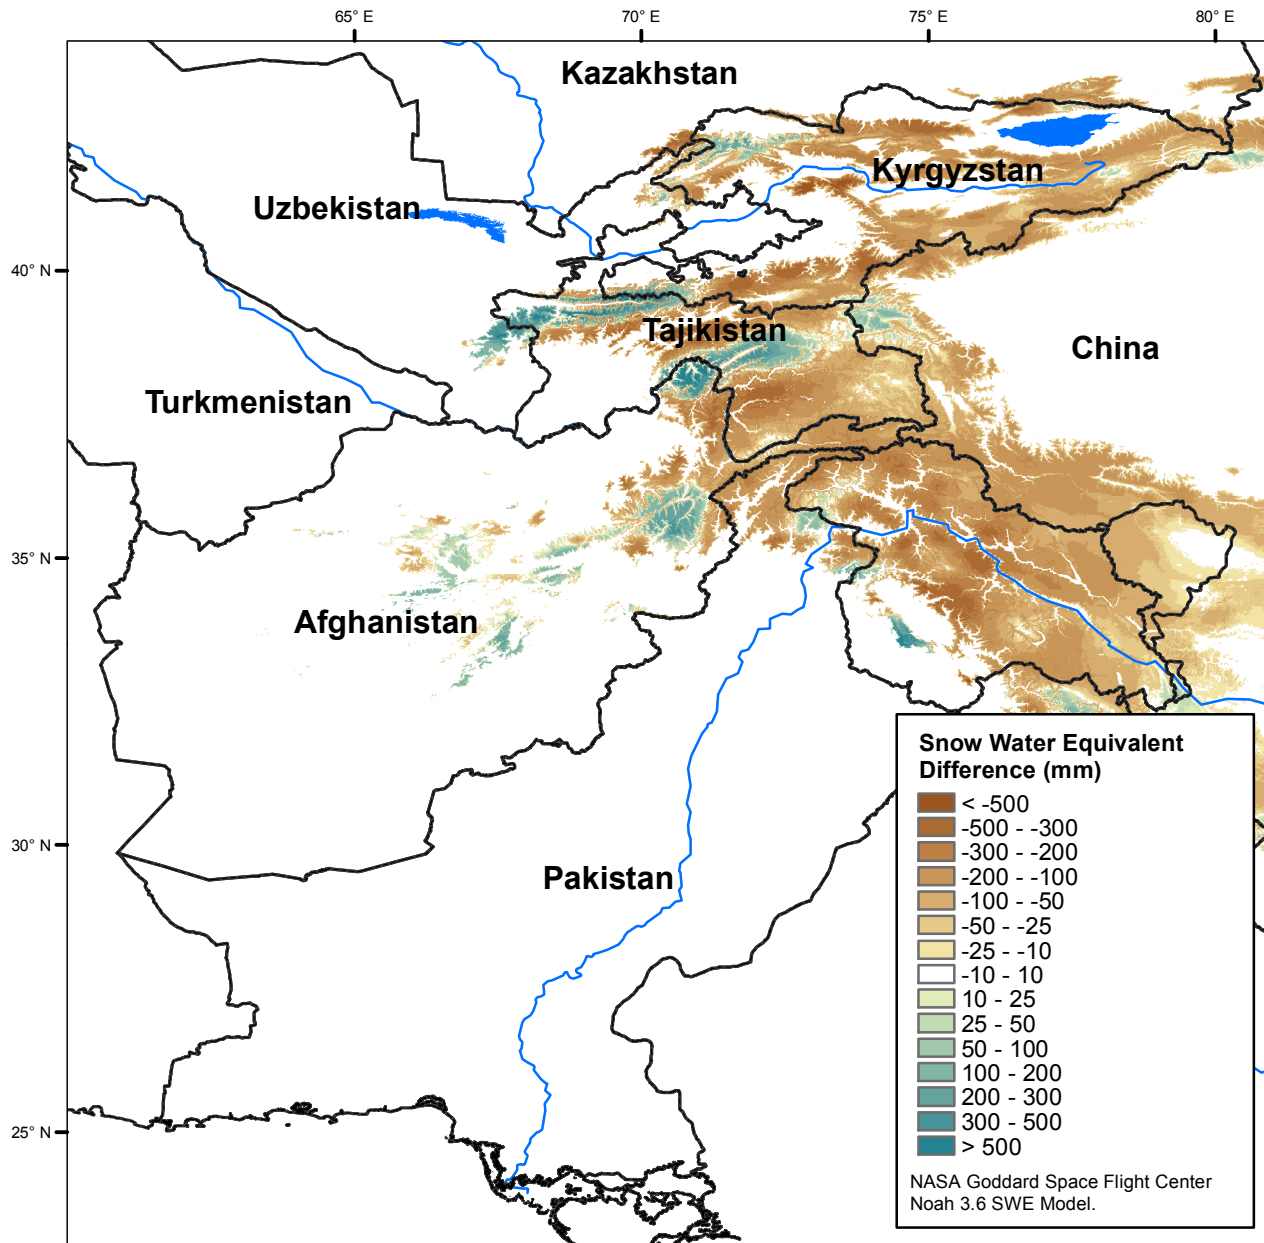 65° E
70° E
75° E
80° E
Kazakhstan
Kyrgyzstan
Uzbekistan
40° N
Tajikistan
China
Turkmenistan
35° N
Afghanistan
Snow Water Equivalent
Difference (mm)
< -500
-500 - -300
-300 - -200
-200 - -100
-100 - -50
-50 - -25
-25 - -10
-10 - 10
10 - 25
25 - 50
50 - 100
100 - 200
200 - 300
300 - 500
> 500
NASA Goddard Space Flight Center
Noah 3.6 SWE Model.
30° N
Pakistan
25° N